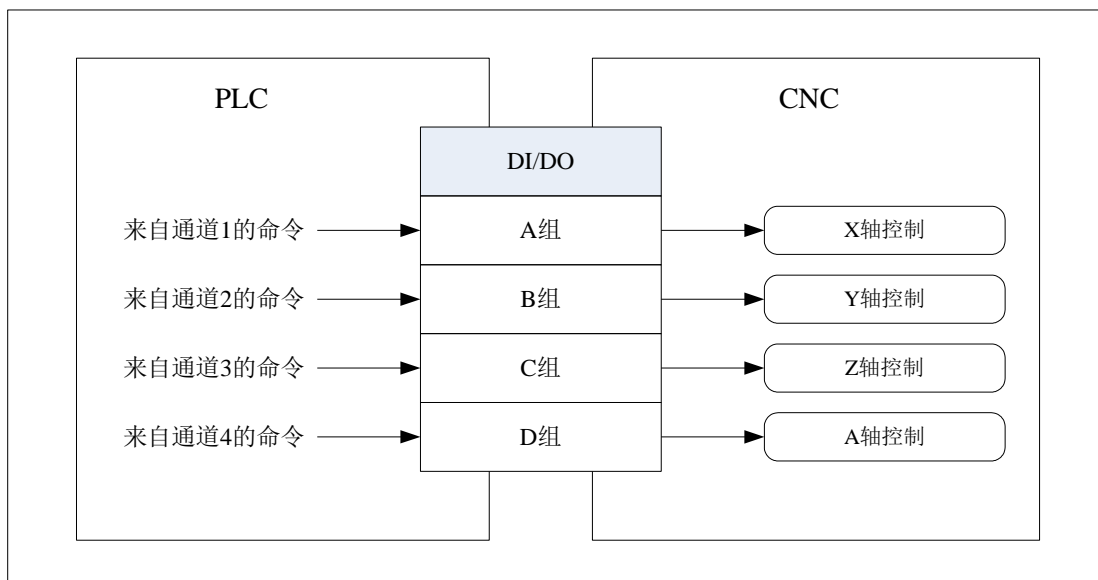 PLC
CNC
DI/DO
来自通道1的命令
A组
X轴控制
来自通道2的命令
B组
Y轴控制
来自通道3的命令
C组
Z轴控制
来自通道4的命令
D组
A轴控制